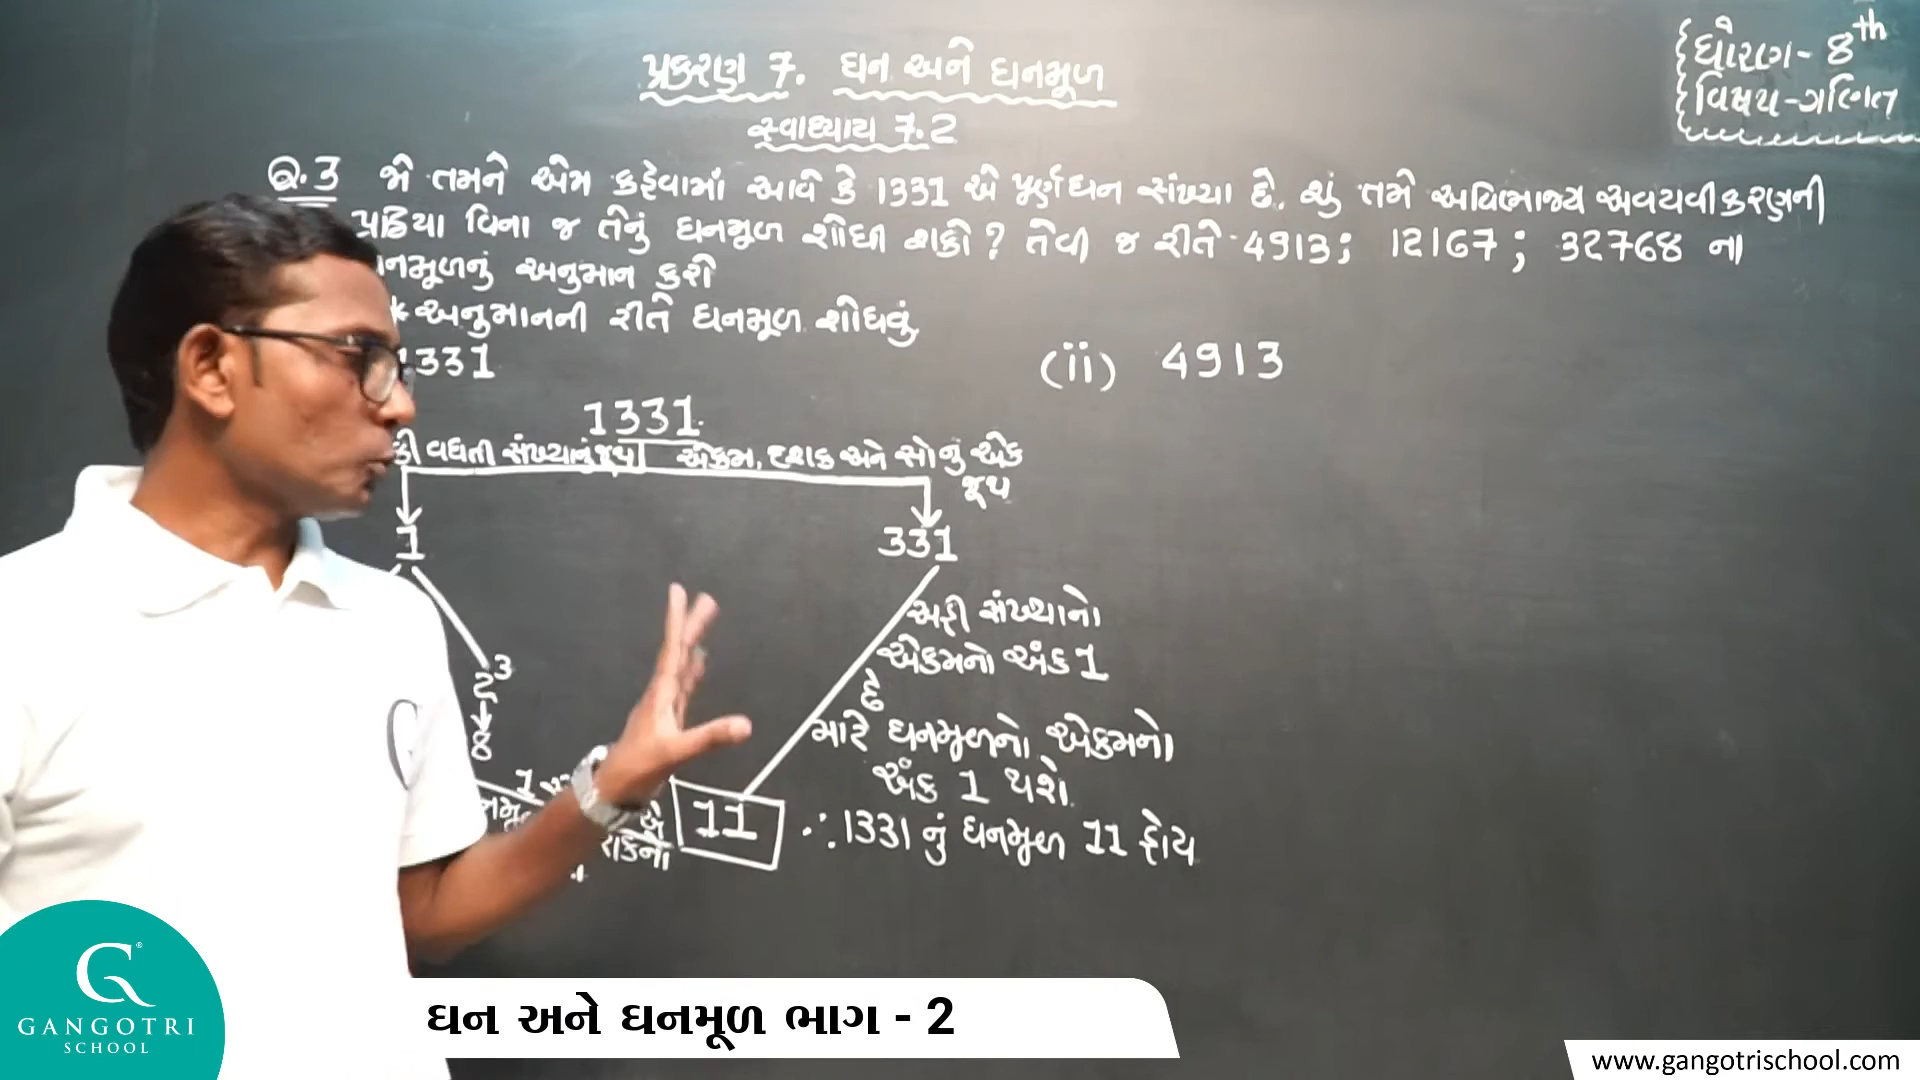 ધોરણ - 8th
વિષય - ગણિત
પ્રકરણ 7. ઘન અને ઘનમૂળ
સ્વાધ્યાય 7.2
Q.3 જો તમને એમ કહેવામાં આવે કે 1331 એ પૂર્ણઘન સંખ્યા છે. શું તમે અવિભાજ્ય અવયવીકરણની
પ્રક્રિયા વિના જ તેનું ઘનમૂળ શોધી શકો? તેવી જ રીતે 4913; 12167; 32768 ના
ઘનમૂળનું અનુમાન કરો
* અનુમાનની રીતે ઘનમૂળ શોધવું
1331
(ii) 4913
1331
વધતી સંખ્યાનું જૂથ એકમ, દશક અને સો નું એક
જૂથ
1
331
અહી સંખ્યાનો
એકમનો અંક 1
છે
2³
8
માટે ઘનમૂળનો એકમનો
અંક 1 થશે.
11
∴ 1331 નું ઘનમૂળ 11 હોય
GANGOTRI
SCHOOL
ઘન અને ઘનમૂળ ભાગ - 2
www.gangotrischool.com